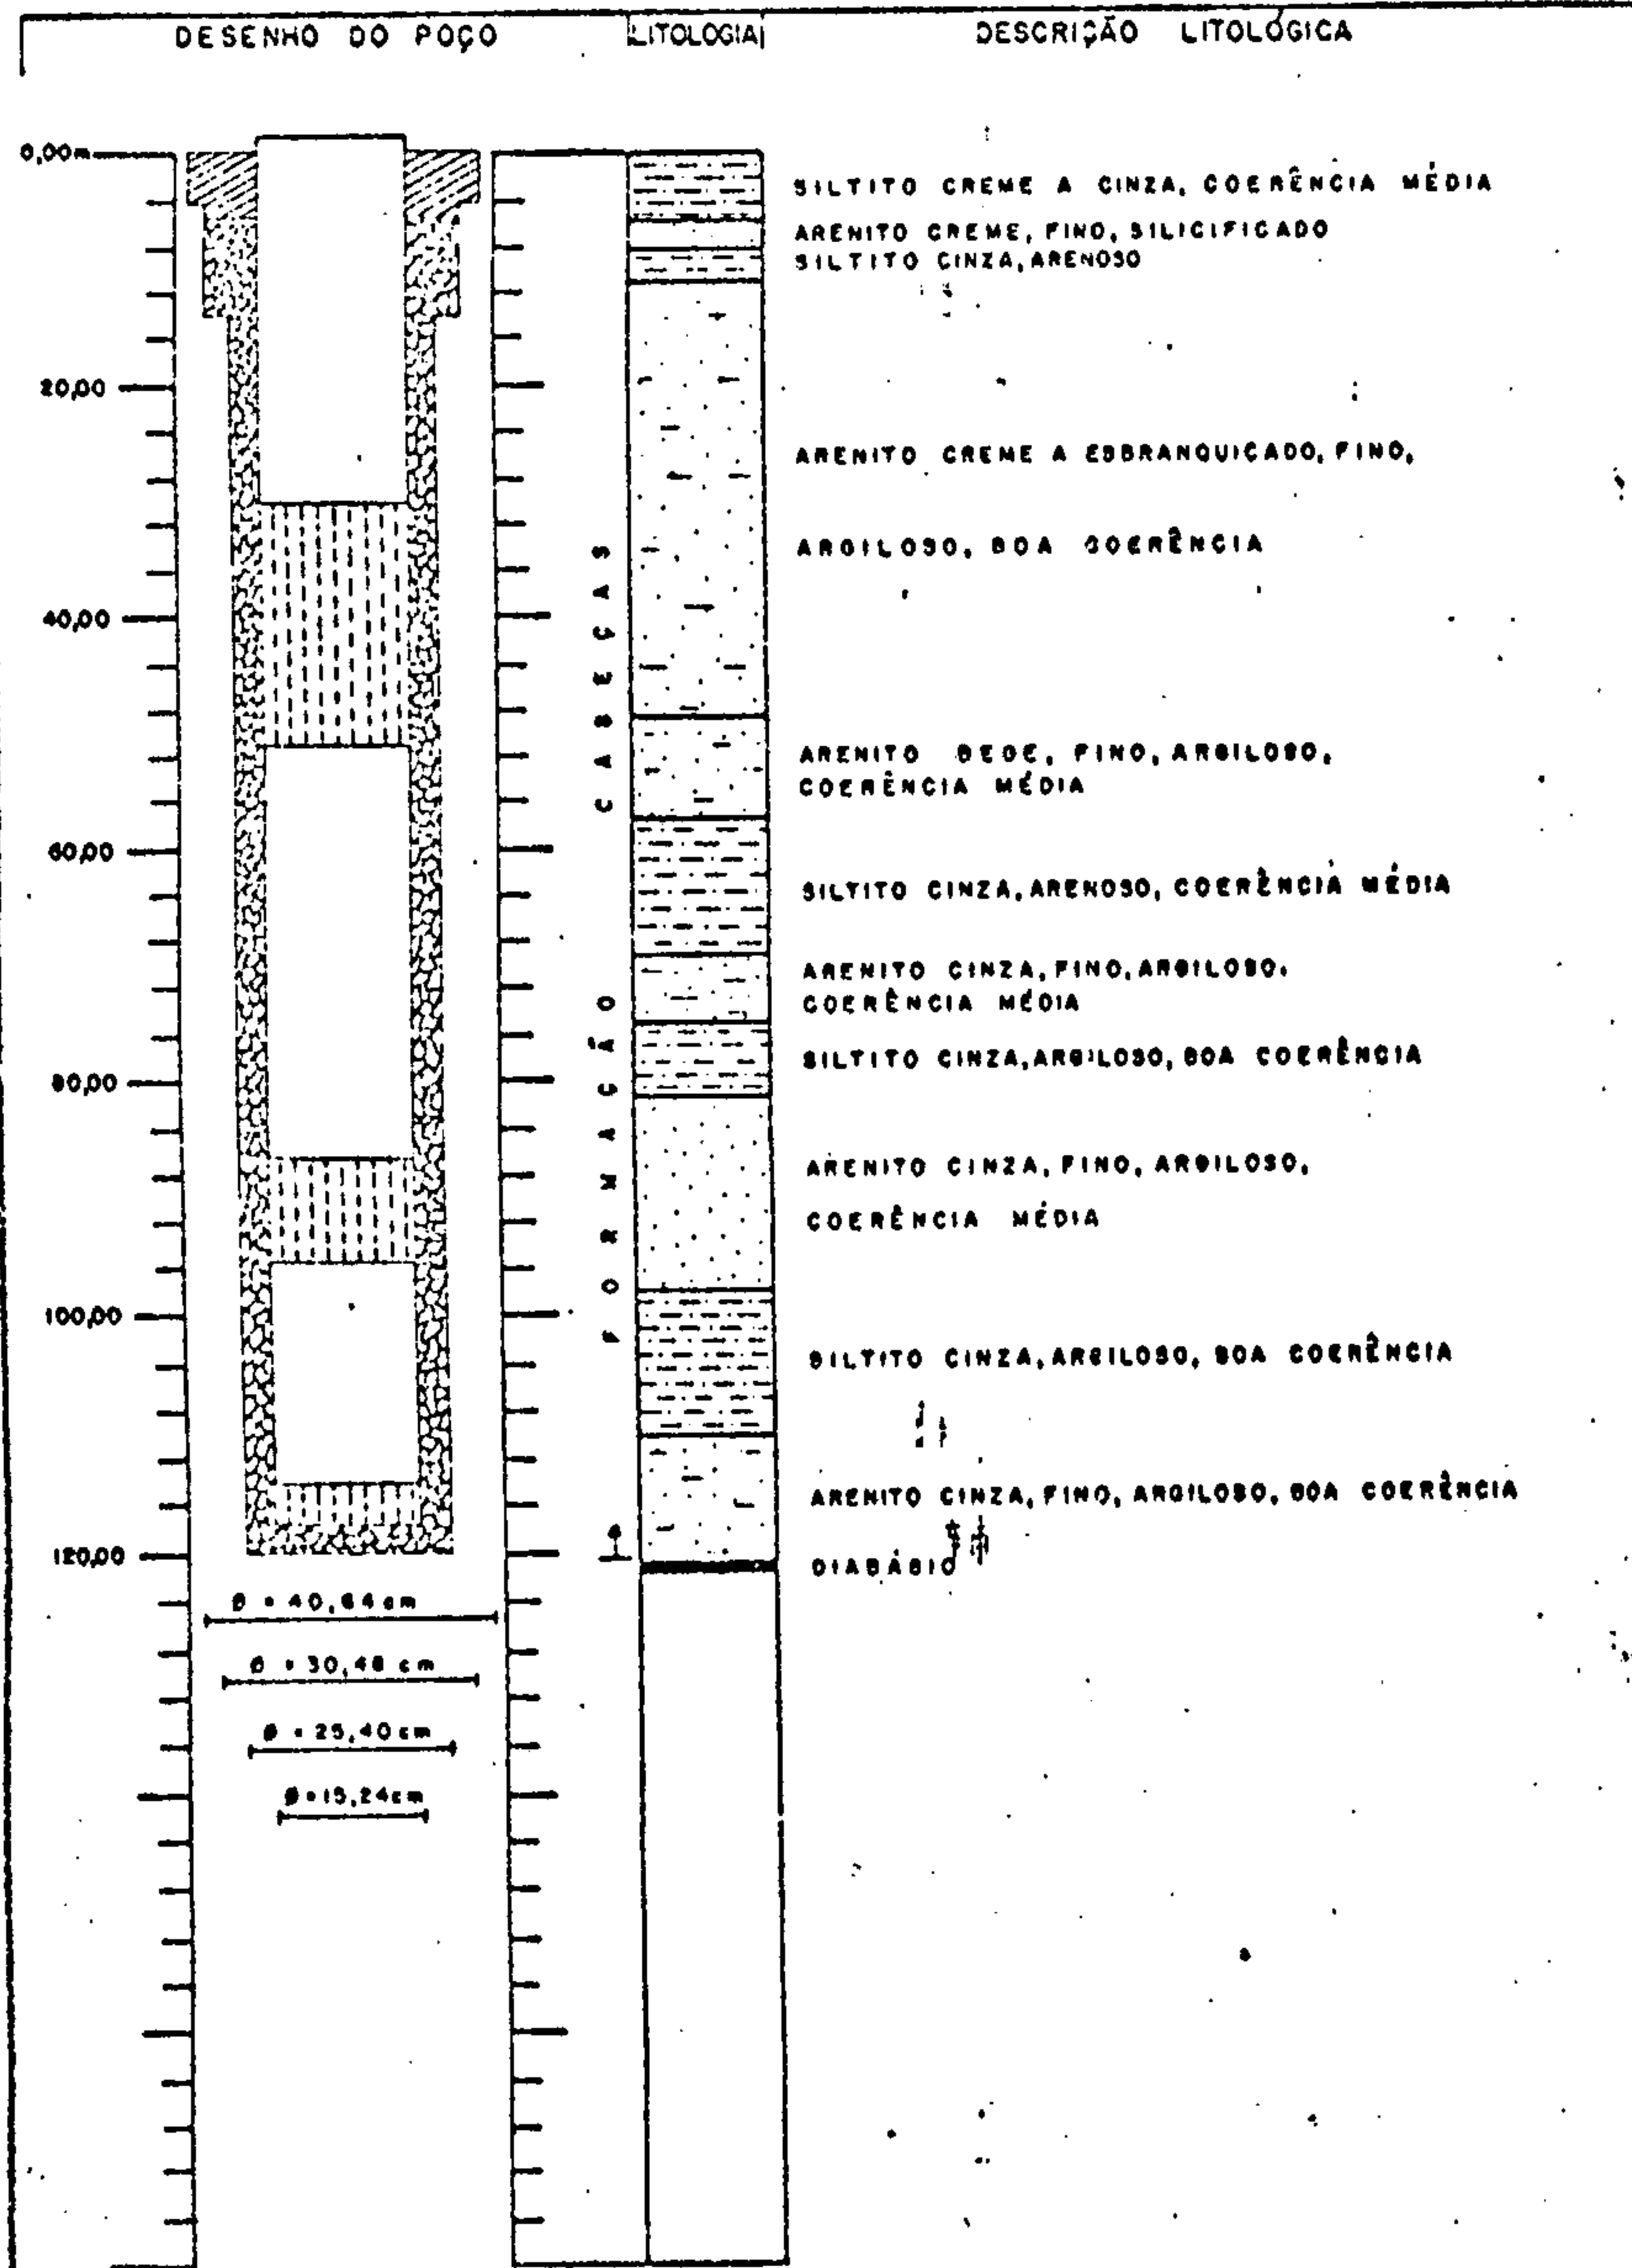 DESENHO DO POÇO
LITOLOGIA
DESCRIÇÃO LITOLÓGICA
0,00m
SILTITO CREME A CINZA, COERÊNCIA MÉDIA
ARENITO CREME, FINO, SILICIFICADO
SILTITO CINZA, ARENOSO
20,00
ARENITO CREME A ESBRANQUICADO, FINO,
ARGILOSO, BOA COERÊNCIA
40,00
FORMAÇÃO CABEÇAS
ARENITO BEGE, FINO, ARGILOSO,
COERÊNCIA MÉDIA
60,00
SILTITO CINZA, ARENOSO, COERÊNCIA MÉDIA
ARENITO CINZA, FINO, ARGILOSO,
COERÊNCIA MÉDIA
SILTITO CINZA, ARGILOSO, BOA COERÊNCIA
80,00
ARENITO CINZA, FINO, ARGILOSO,
COERÊNCIA MÉDIA
100,00
SILTITO CINZA, ARGILOSO, BOA COERÊNCIA
ARENITO CINZA, FINO, ARGILOSO, BOA COERÊNCIA
120,00
DIABÁSIO
Ø = 40,64 cm
Ø = 30,48 cm
Ø = 25,40 cm
Ø = 15,24 cm